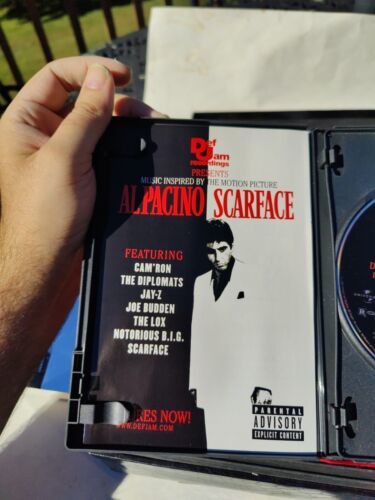 Def
Jam
recordings
PRESENTS
MUSIC INSPIRED BY THE MOTION PICTURE
AL PACINO SCARFACE
FEATURING
CAM'RON
THE DIPLOMATS
JAY-Z
JOE BUDDEN
THE LOX
NOTORIOUS B.I.G.
SCARFACE
RES NOW!
WWW.DEFJAM.COM
PARENTAL
ADVISORY
EXPLICIT CONTENT